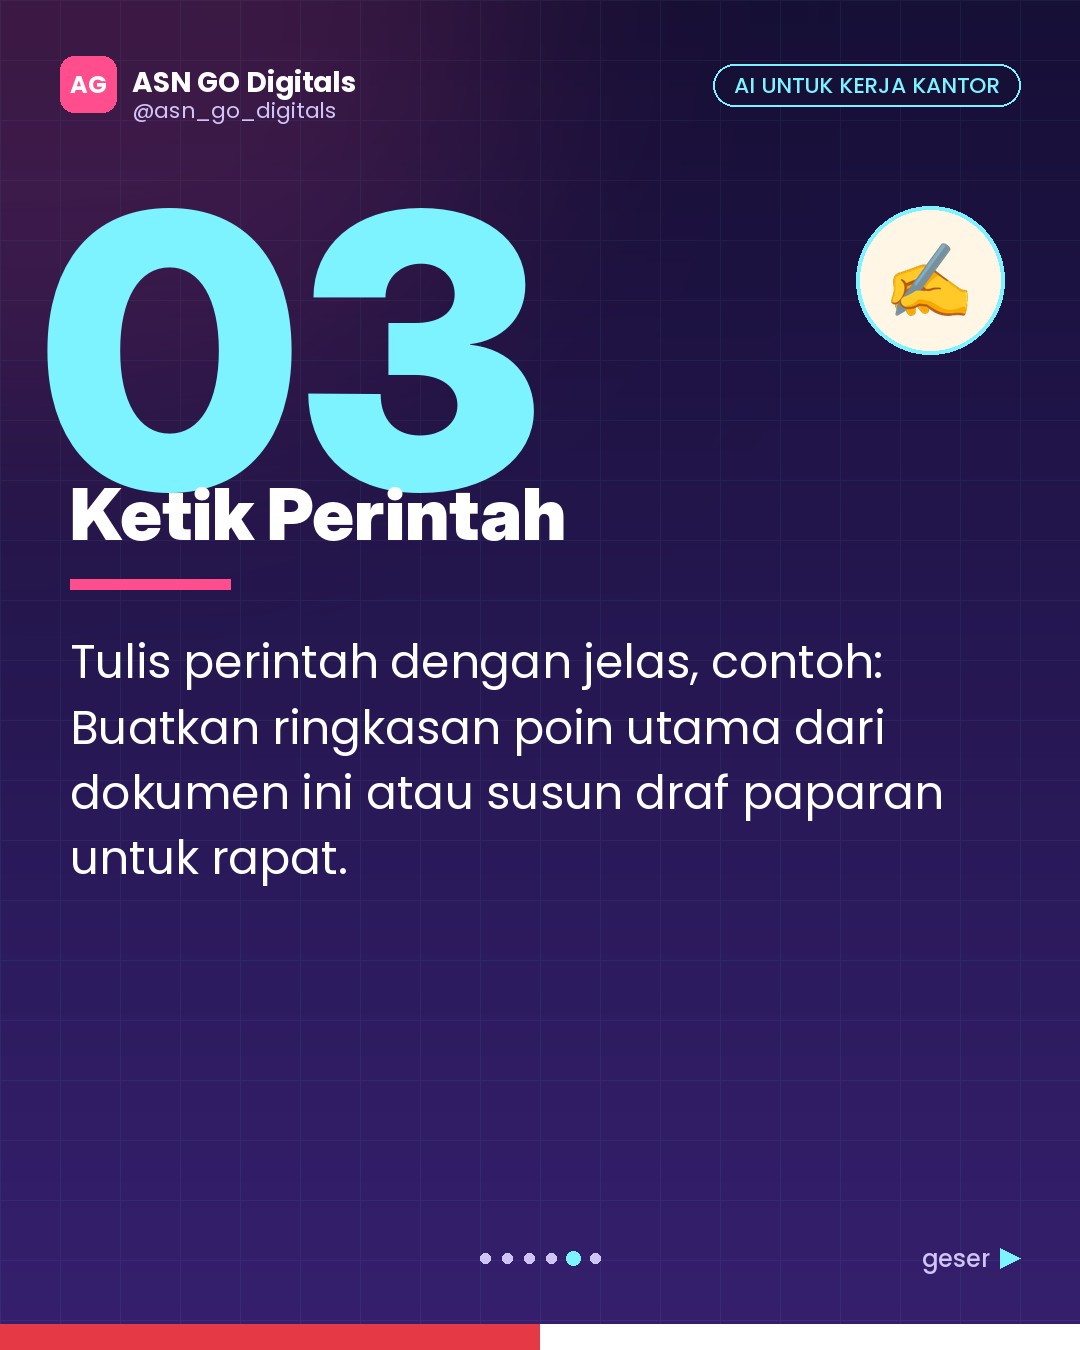 AG
ASN GO Digitals
@asn_go_digitals
AI UNTUK KERJA KANTOR
03
Ketik Perintah
Tulis perintah dengan jelas, contoh:
Buatkan ringkasan poin utama dari
dokumen ini atau susun draf paparan
untuk rapat.
geser